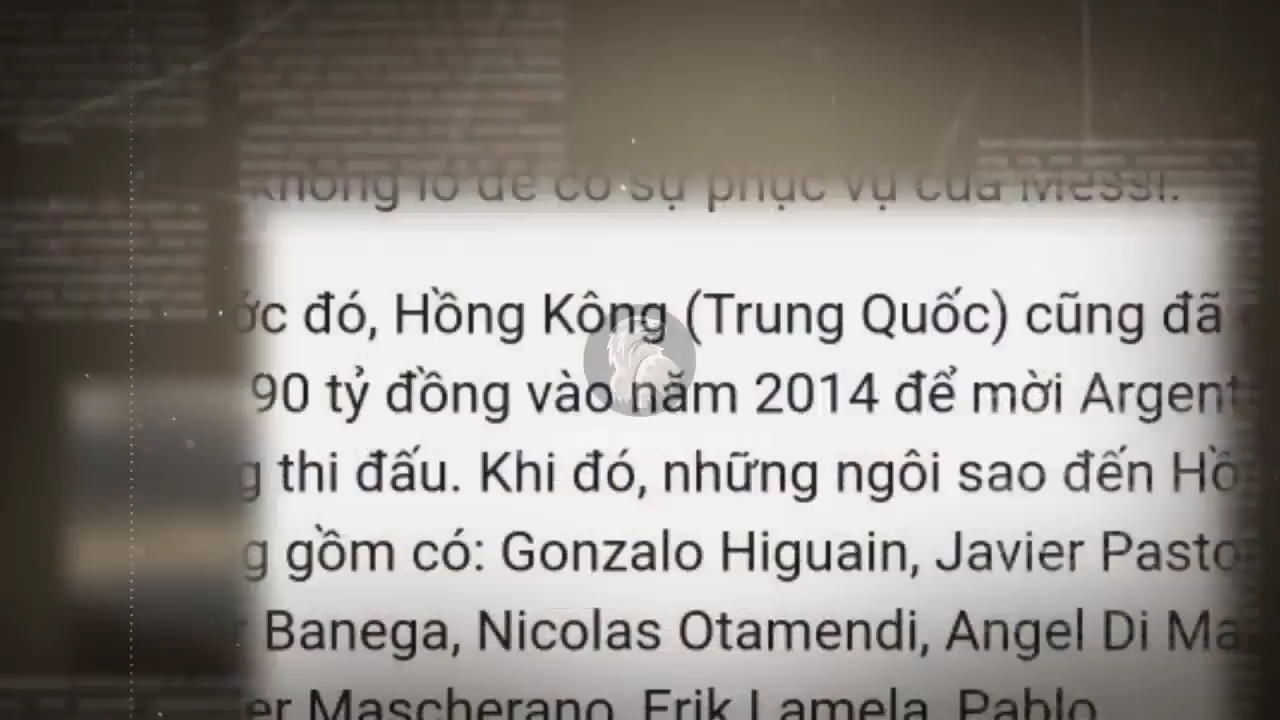 không lồ để có sự phục vụ của Messi.
ớc đó, Hồng Kông (Trung Quốc) cũng đã
90 tỷ đồng vào năm 2014 để mời Argent
g thi đấu. Khi đó, những ngôi sao đến Hồ
g gồm có: Gonzalo Higuain, Javier Pasto
r Banega, Nicolas Otamendi, Angel Di Ma
er Mascherano, Erik Lamela, Pablo